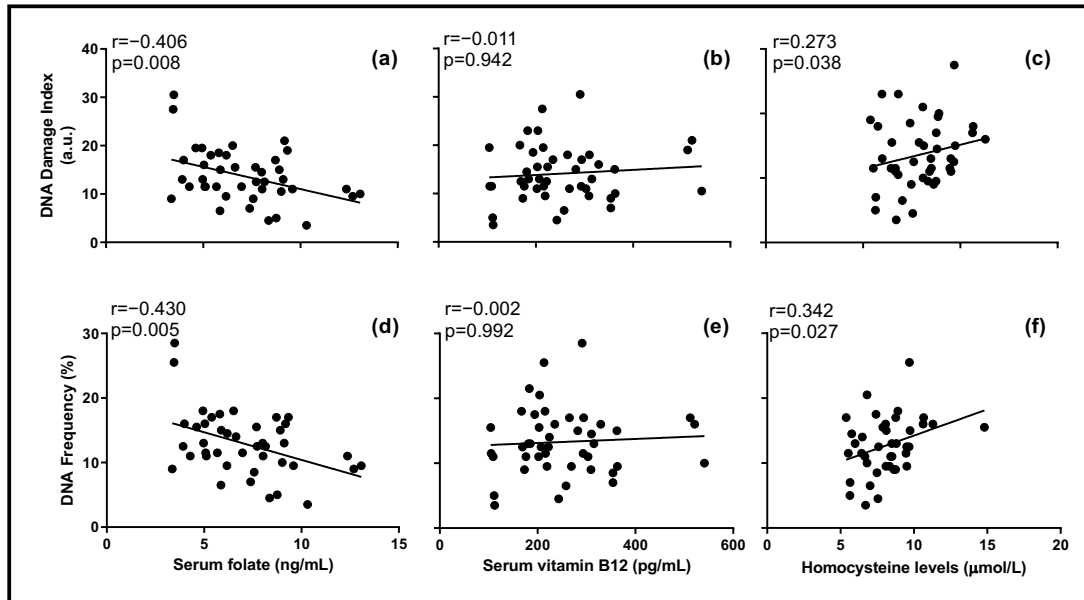 r=−0.406
p=0.008
(a)
r=−0.011
p=0.942
(b)
r=0.273
p=0.038
(c)
DNA Damage Index
(a.u.)
40
30
20
10
0
r=−0.430
p=0.005
(d)
r=−0.002
p=0.992
(e)
r=0.342
p=0.027
(f)
DNA Frequency (%)
30
20
10
0
0 5 10 15
Serum folate (ng/mL)
0 200 400 600
Serum vitamin B12 (pg/mL)
0 5 10 15 20
Homocysteine levels (μmol/L)